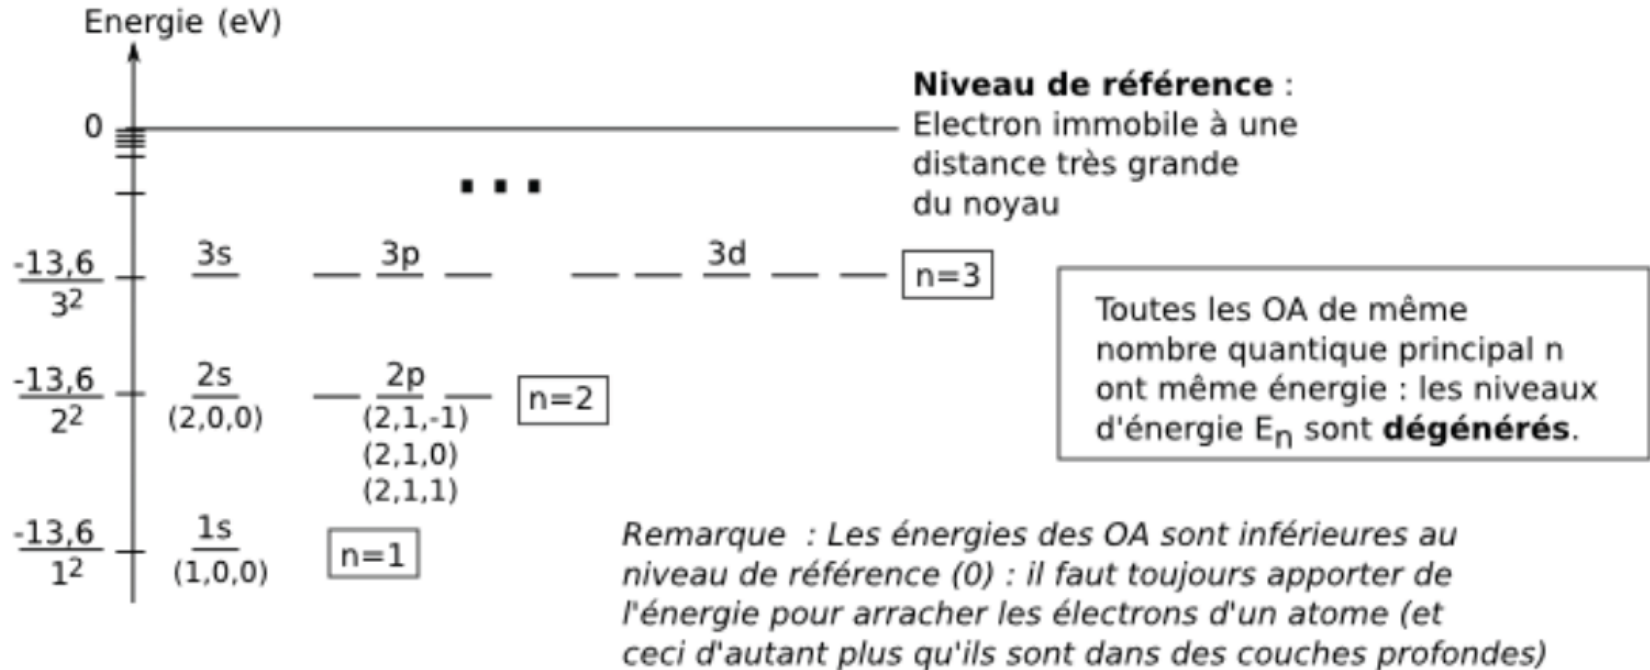 Energie (eV)
0
Niveau de référence :
Electron immobile à une
distance très grande
du noyau
...
-13,6
3²
3s
3p
3d
n=3
Toutes les OA de même
nombre quantique principal n
ont même énergie : les niveaux
d'énergie Eₙ sont dégénérés.
-13,6
2²
2s
(2,0,0)
2p
(2,1,-1)
(2,1,0)
(2,1,1)
n=2
-13,6
1²
1s
(1,0,0)
n=1
Remarque : Les énergies des OA sont inférieures au
niveau de référence (0) : il faut toujours apporter de
l'énergie pour arracher les électrons d'un atome (et
ceci d'autant plus qu'ils sont dans des couches profondes)